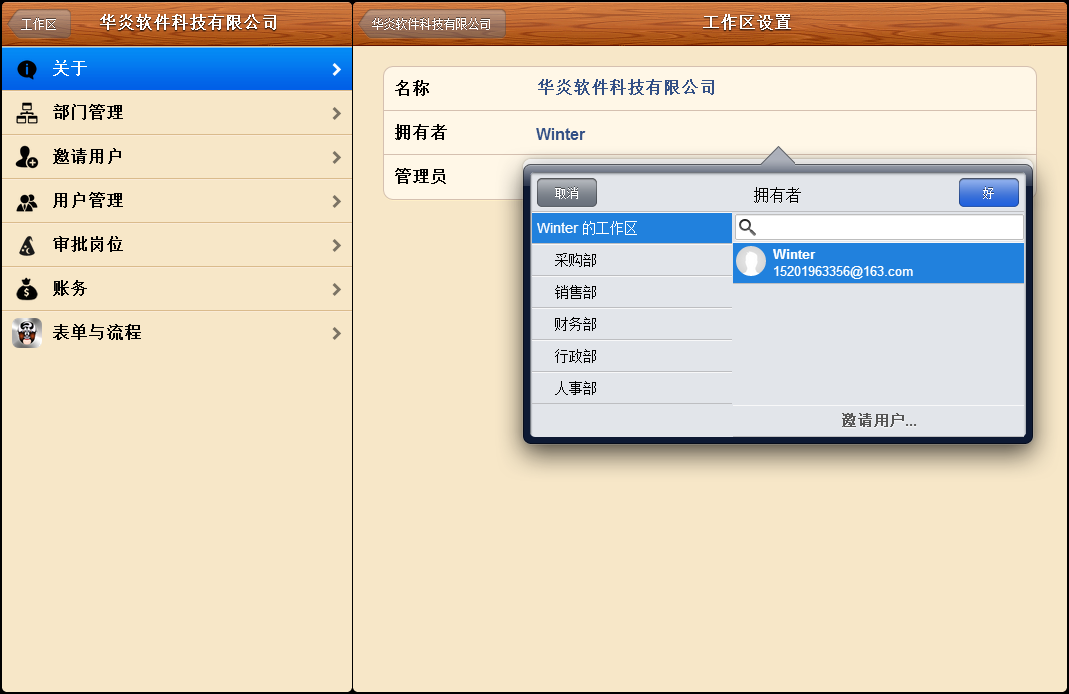 工作区
华炎软件科技有限公司
关于
部门管理
邀请用户
用户管理
审批岗位
账务
表单与流程
华炎软件科技有限公司
工作区设置
名称
华炎软件科技有限公司
拥有者
Winter
管理员
取消
拥有者
好
Winter 的工作区
采购部
销售部
财务部
行政部
人事部
Winter
15201963356@163.com
邀请用户...